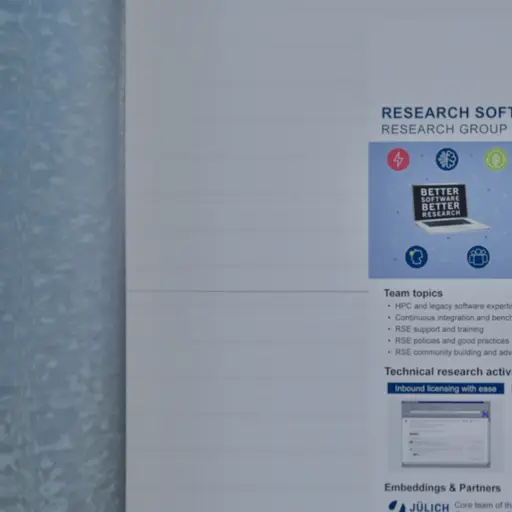 RESEARCH SOFT
RESEARCH GROUP
BETTER
SOFTWARE
BETTER
RESEARCH
Team topics
• HPC and legacy software experti
• Continuous integration and bench
• RSE support and training
• RSE policies and good practices
• RSE community building and adv
Technical research activ
Inbound licensing with ease
Embeddings & Partners
JÜLICH
Core team of th